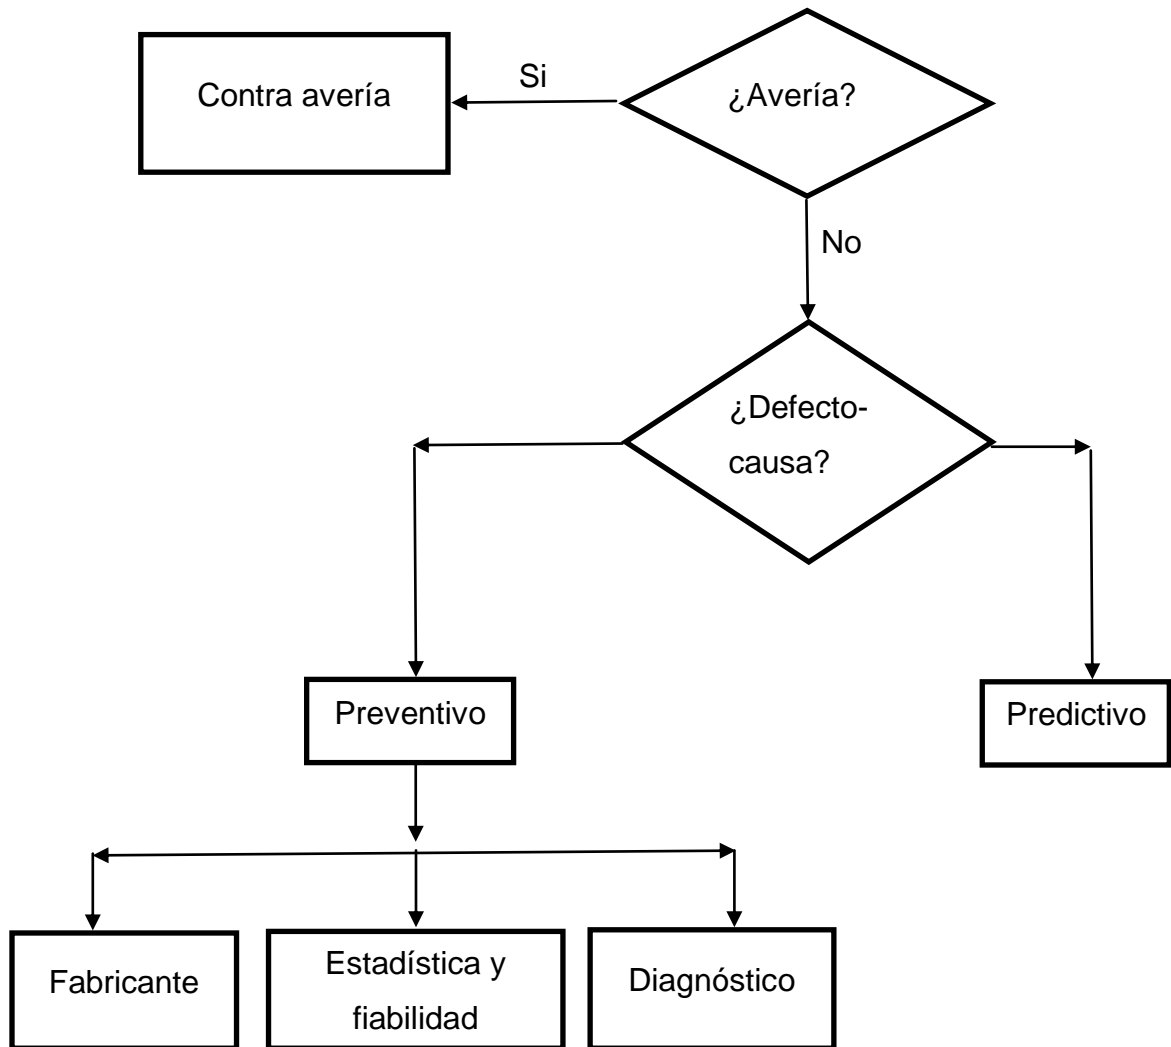 Contra avería
Si
¿Avería?
No
¿Defecto-
causa?
Preventivo
Predictivo
Fabricante
Estadística y
fiabilidad
Diagnóstico